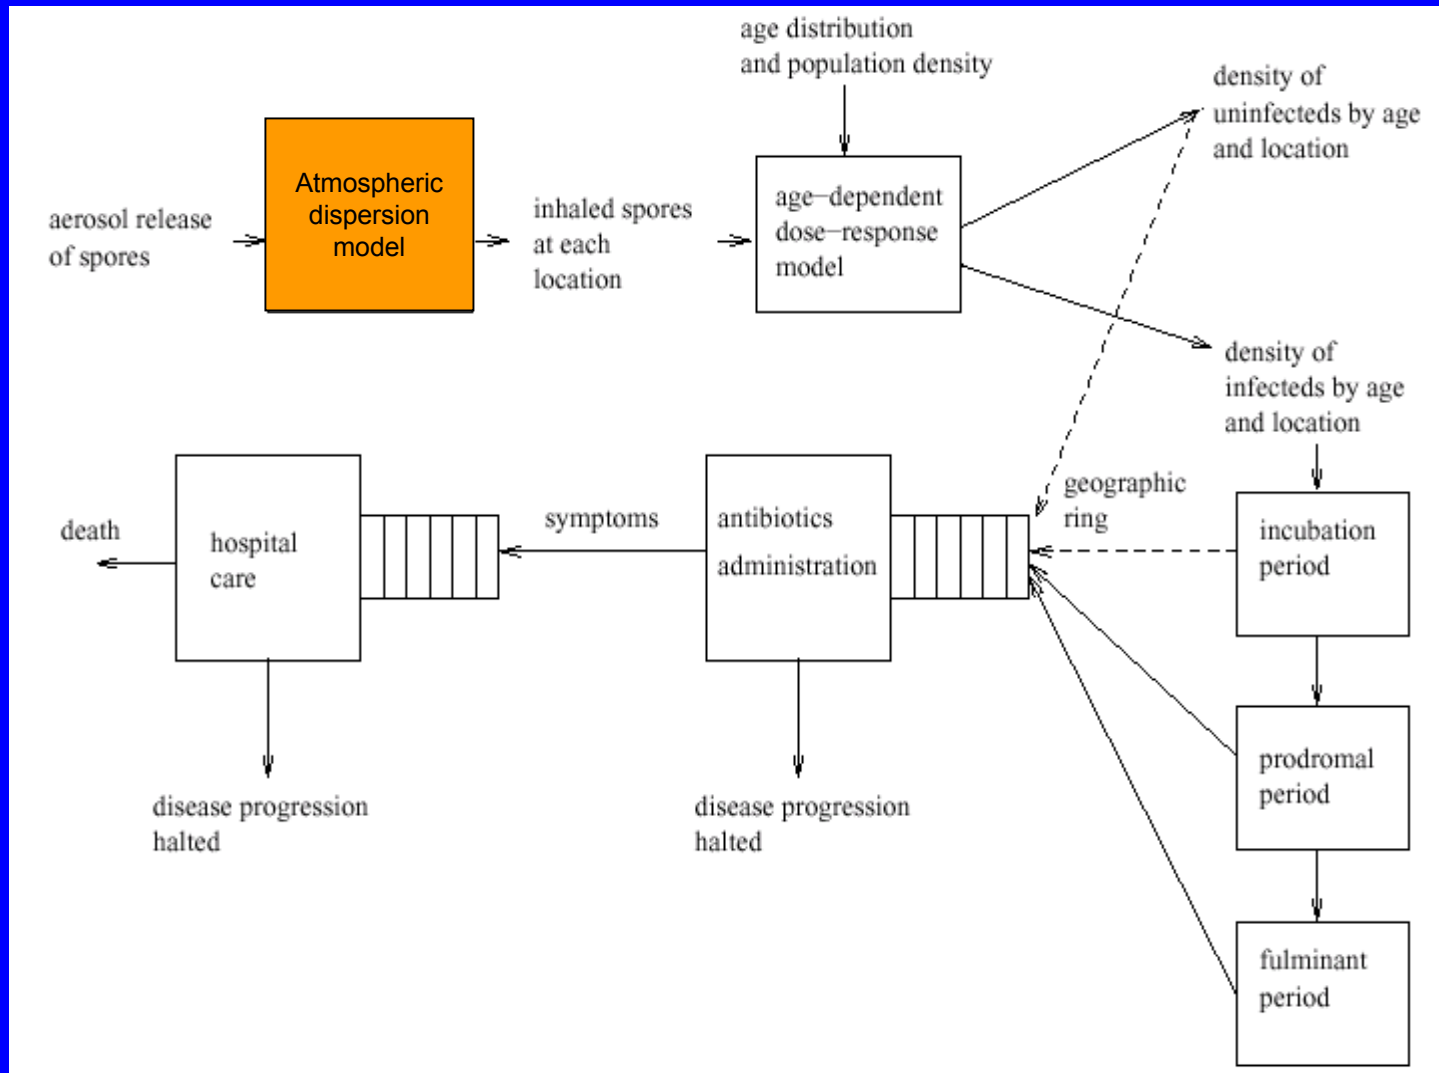 age distribution
and population density
density of
uninfecteds by age
and location
Atmospheric
dispersion
model
aerosol release
of spores
inhaled spores
at each
location
age−dependent
dose−response
model
density of
infecteds by age
and location
death
hospital
care
symptoms
antibiotics
administration
geographic
ring
incubation
period
disease progression
halted
disease progression
halted
prodromal
period
fulminant
period